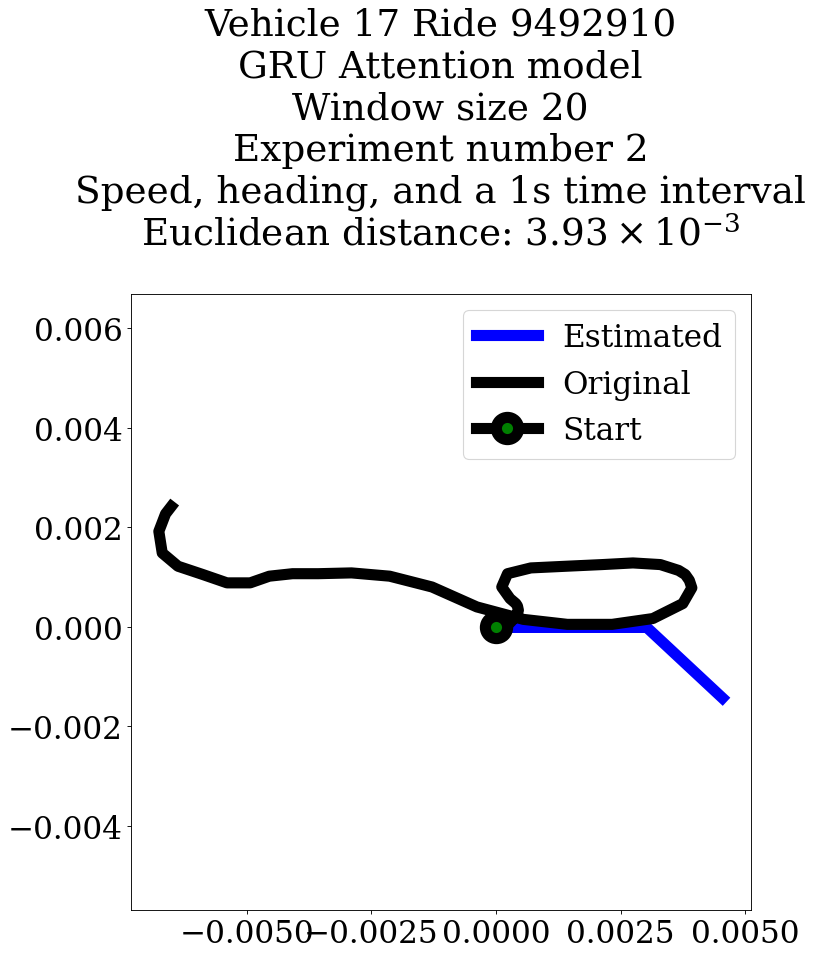 Vehicle 17 Ride 9492910
GRU Attention model
Window size 20
Experiment number 2
Speed, heading, and a 1s time interval
Euclidean distance: 3.93 × 10⁻³
Estimated
Original
Start
0.006
0.004
0.002
0.000
−0.002
−0.004
−0.0050 −0.0025 0.0000 0.0025 0.0050